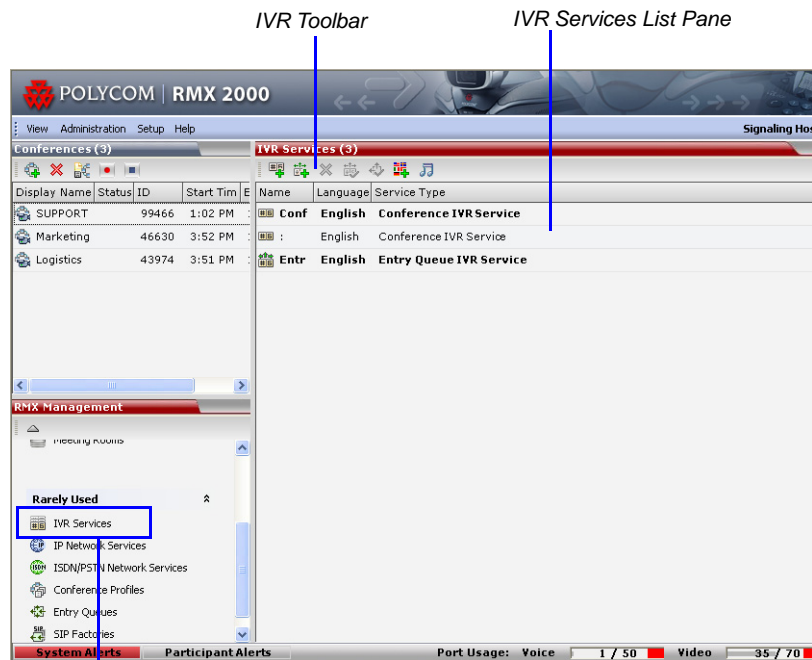 IVR Toolbar
IVR Services List Pane
POLYCOM | RMX 2000
View Administration Setup Help
Signaling Hos
Conferences (3)
IVR Services (3)
Display Name Status ID Start Tim E
Name Language Service Type
SUPPORT 99466 1:02 PM
Conf English Conference IVR Service
Marketing 46630 3:52 PM
: English Conference IVR Service
Logistics 43974 3:51 PM
Entr English Entry Queue IVR Service
RMX Management
Meeting Rooms
Rarely Used
IVR Services
IP Network Services
ISDN/PSTN Network Services
Conference Profiles
Entry Queues
SIP Factories
System Alerts
Participant Alerts
Port Usage: Voice 1 / 50 Video 35 / 70